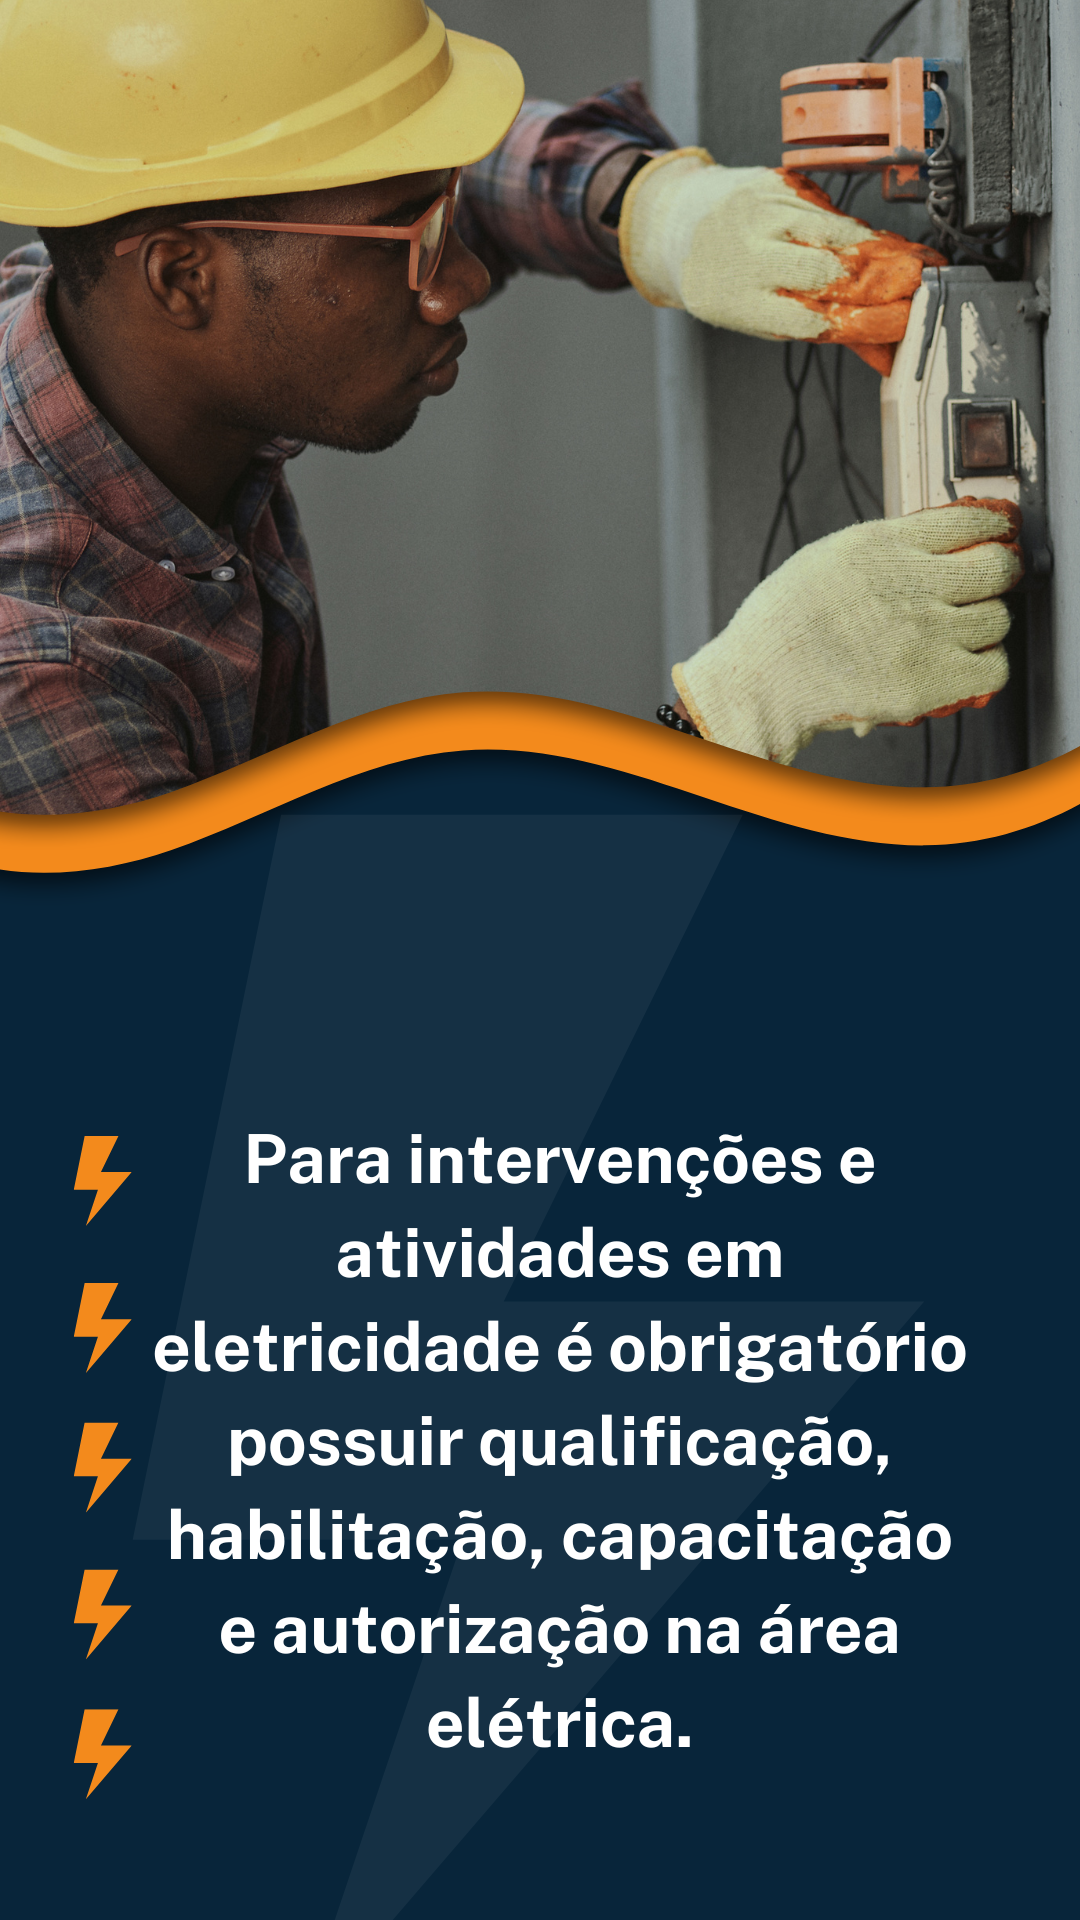 Para intervenções e
atividades em
eletricidade é obrigatório
possuir qualificação,
habilitação, capacitação
e autorização na área
elétrica.